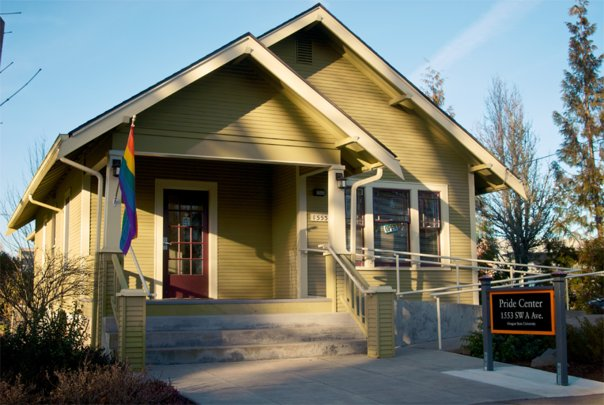 1553
Pride Center
1553 SW A Ave.
Oregon State University